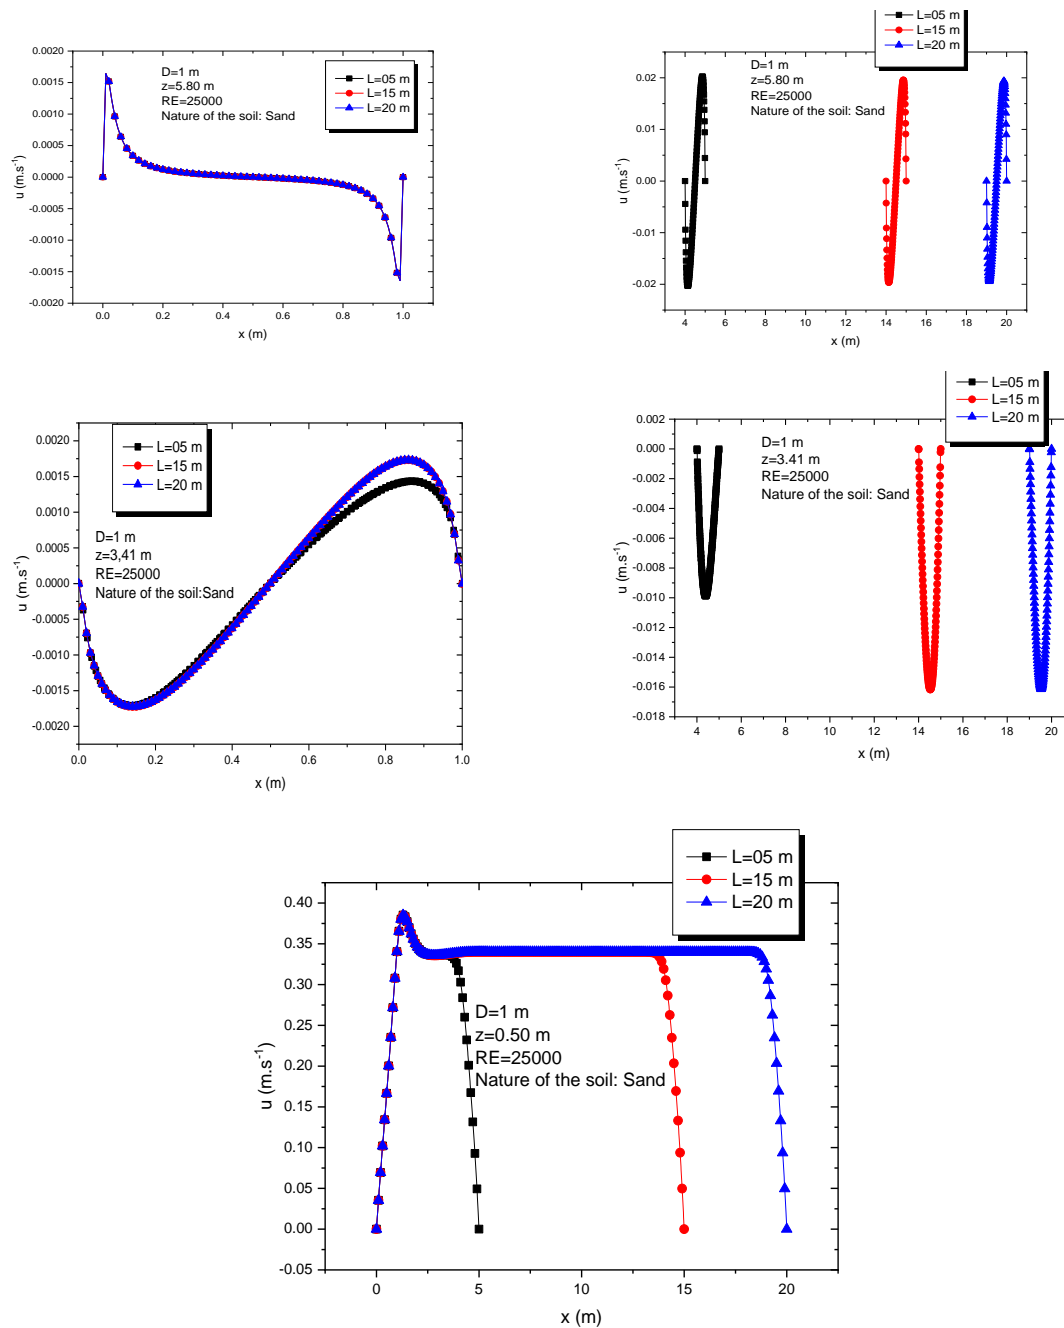 D=1 m
z=5.80 m
RE=25000
Nature of the soil: Sand
L=05 m
L=15 m
L=20 m
0.0020
0.0015
0.0010
0.0005
0.0000
-0.0005
-0.0010
-0.0015
-0.0020
u (m.s⁻¹)
0.0 0.2 0.4 0.6 0.8 1.0
x (m)
L=05 m
L=15 m
L=20 m
D=1 m
z=5.80 m
RE=25000
Nature of the soil: Sand
0.02
0.01
0.00
-0.01
-0.02
u (m.s⁻¹)
4 6 8 10 12 14 16 18 20
x (m)
L=05 m
L=15 m
L=20 m
D=1 m
z=3,41 m
RE=25000
Nature of the soil:Sand
0.0020
0.0015
0.0010
0.0005
0.0000
-0.0005
-0.0010
-0.0015
-0.0020
u (m.s⁻¹)
0.0 0.2 0.4 0.6 0.8 1.0
x (m)
L=05 m
L=15 m
L=20 m
D=1 m
z=3.41 m
RE=25000
Nature of the soil: Sand
0.002
0.000
-0.002
-0.004
-0.006
-0.008
-0.010
-0.012
-0.014
-0.016
-0.018
u (m.s⁻¹)
4 6 8 10 12 14 16 18 20
x (m)
L=05 m
L=15 m
L=20 m
D=1 m
z=0.50 m
RE=25000
Nature of the soil: Sand
0.40
0.35
0.30
0.25
0.20
0.15
0.10
0.05
0.00
-0.05
u (m.s⁻¹)
0 5 10 15 20
x (m)